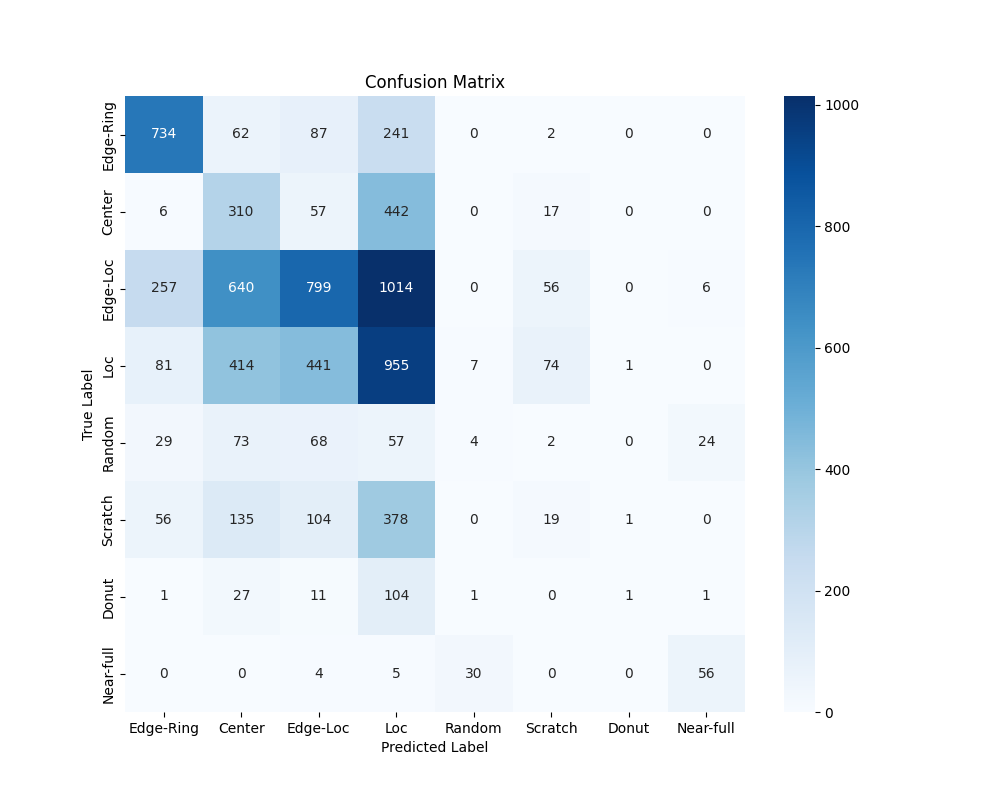 Confusion Matrix
True Label
Edge-Ring 734 62 87 241 0 2 0 0
Center 6 310 57 442 0 17 0 0
Edge-Loc 257 640 799 1014 0 56 0 6
Loc 81 414 441 955 7 74 1 0
Random 29 73 68 57 4 2 0 24
Scratch 56 135 104 378 0 19 1 0
Donut 1 27 11 104 1 0 1 1
Near-full 0 0 4 5 30 0 0 56
Edge-Ring Center Edge-Loc Loc Random Scratch Donut Near-full
Predicted Label
1000
800
600
400
200
0